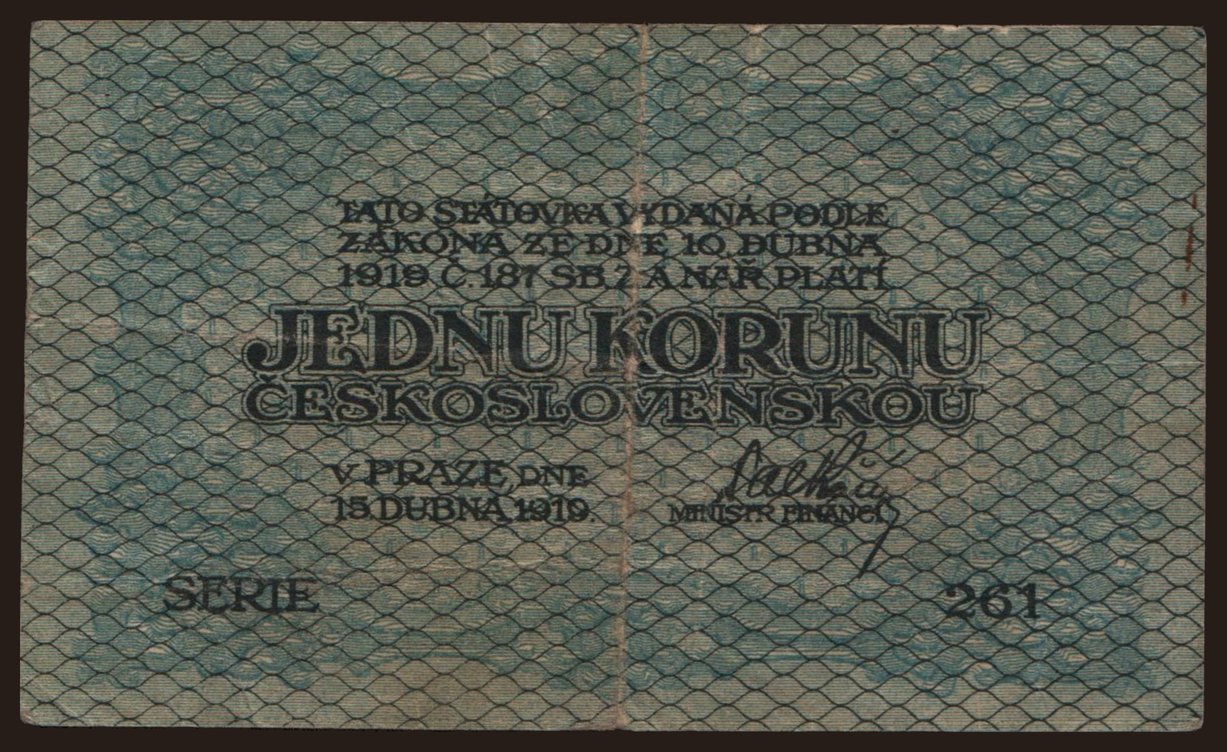 TATO STÁTOVKA VYDANÁ PODLE
ZÁKONA ZE DNE 10. DUBNA
1919 Č. 187 SB. Z. A NAŘ. PLATÍ
JEDNU KORUNU
ČESKOSLOVENSKOU
V PRAZE, DNE
15. DUBNA 1919.
MINISTR FINANCÍ
SERIE 261